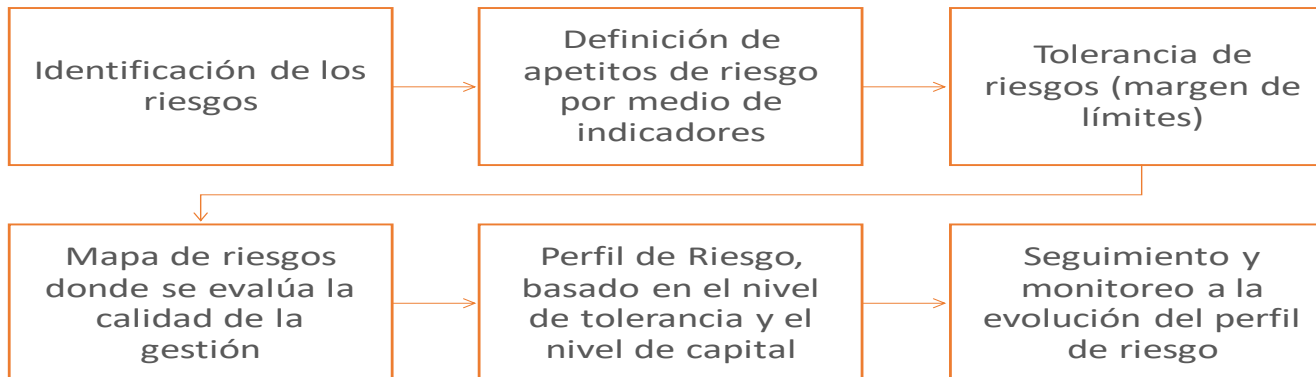 Identificación de los
riesgos
Definición de
apetitos de riesgo
por medio de
indicadores
Tolerancia de
riesgos (margen de
límites)
Mapa de riesgos
donde se evalúa la
calidad de la
gestión
Perfil de Riesgo,
basado en el nivel
de tolerancia y el
nivel de capital
Seguimiento y
monitoreo a la
evolución del perfil
de riesgo